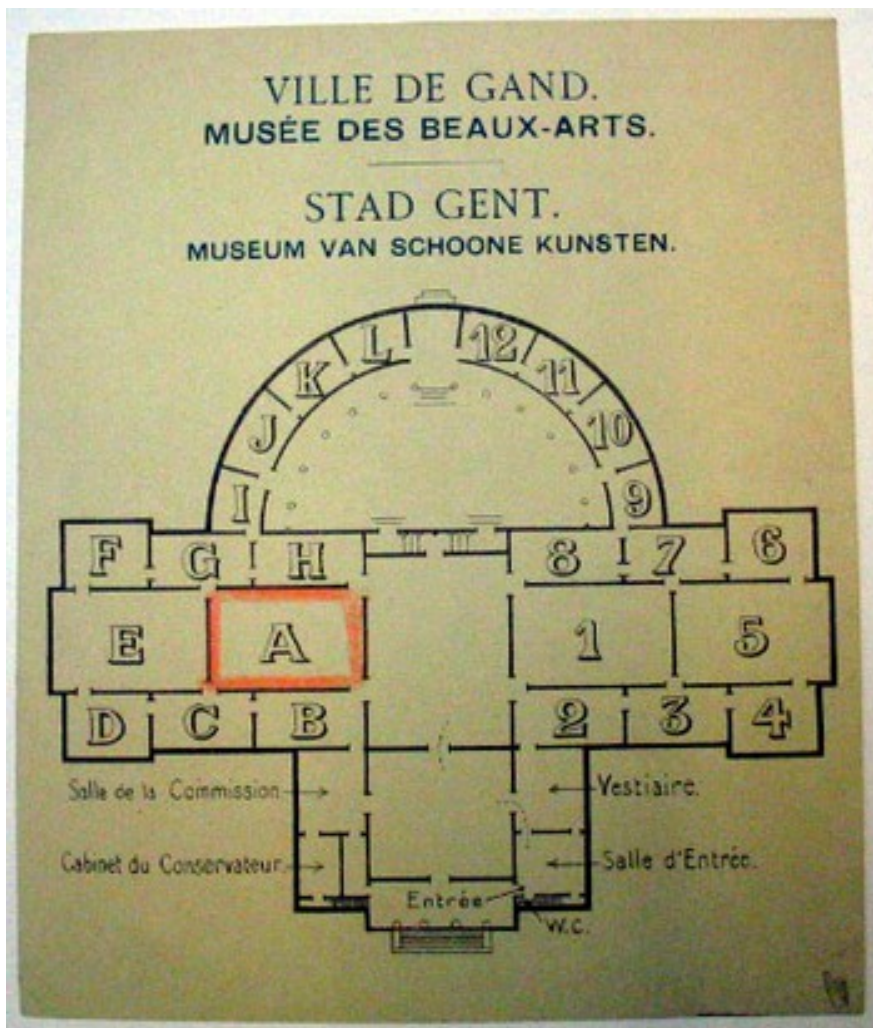 VILLE DE GAND.
MUSÉE DES BEAUX-ARTS.
STAD GENT.
MUSEUM VAN SCHOONE KUNSTEN.
L 12
K 11
J 10
I 9
F G H 8 7 6
E A 1 5
D C B 2 3 4
Salle de la Commission Vestiaire.
Cabinet du Conservateur Salle d'Entrée.
Entrée
W.C.